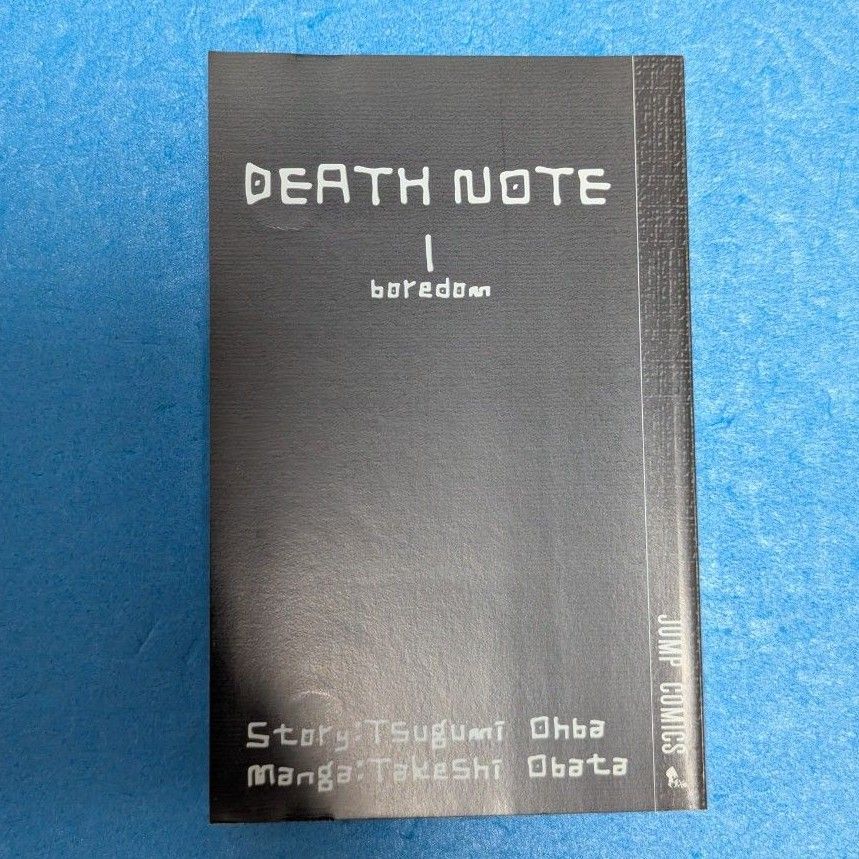 DEATH NOTE
1
boredom
Story:Tsugumi Ohba
Manga:Takeshi Obata
JUMP COMICS